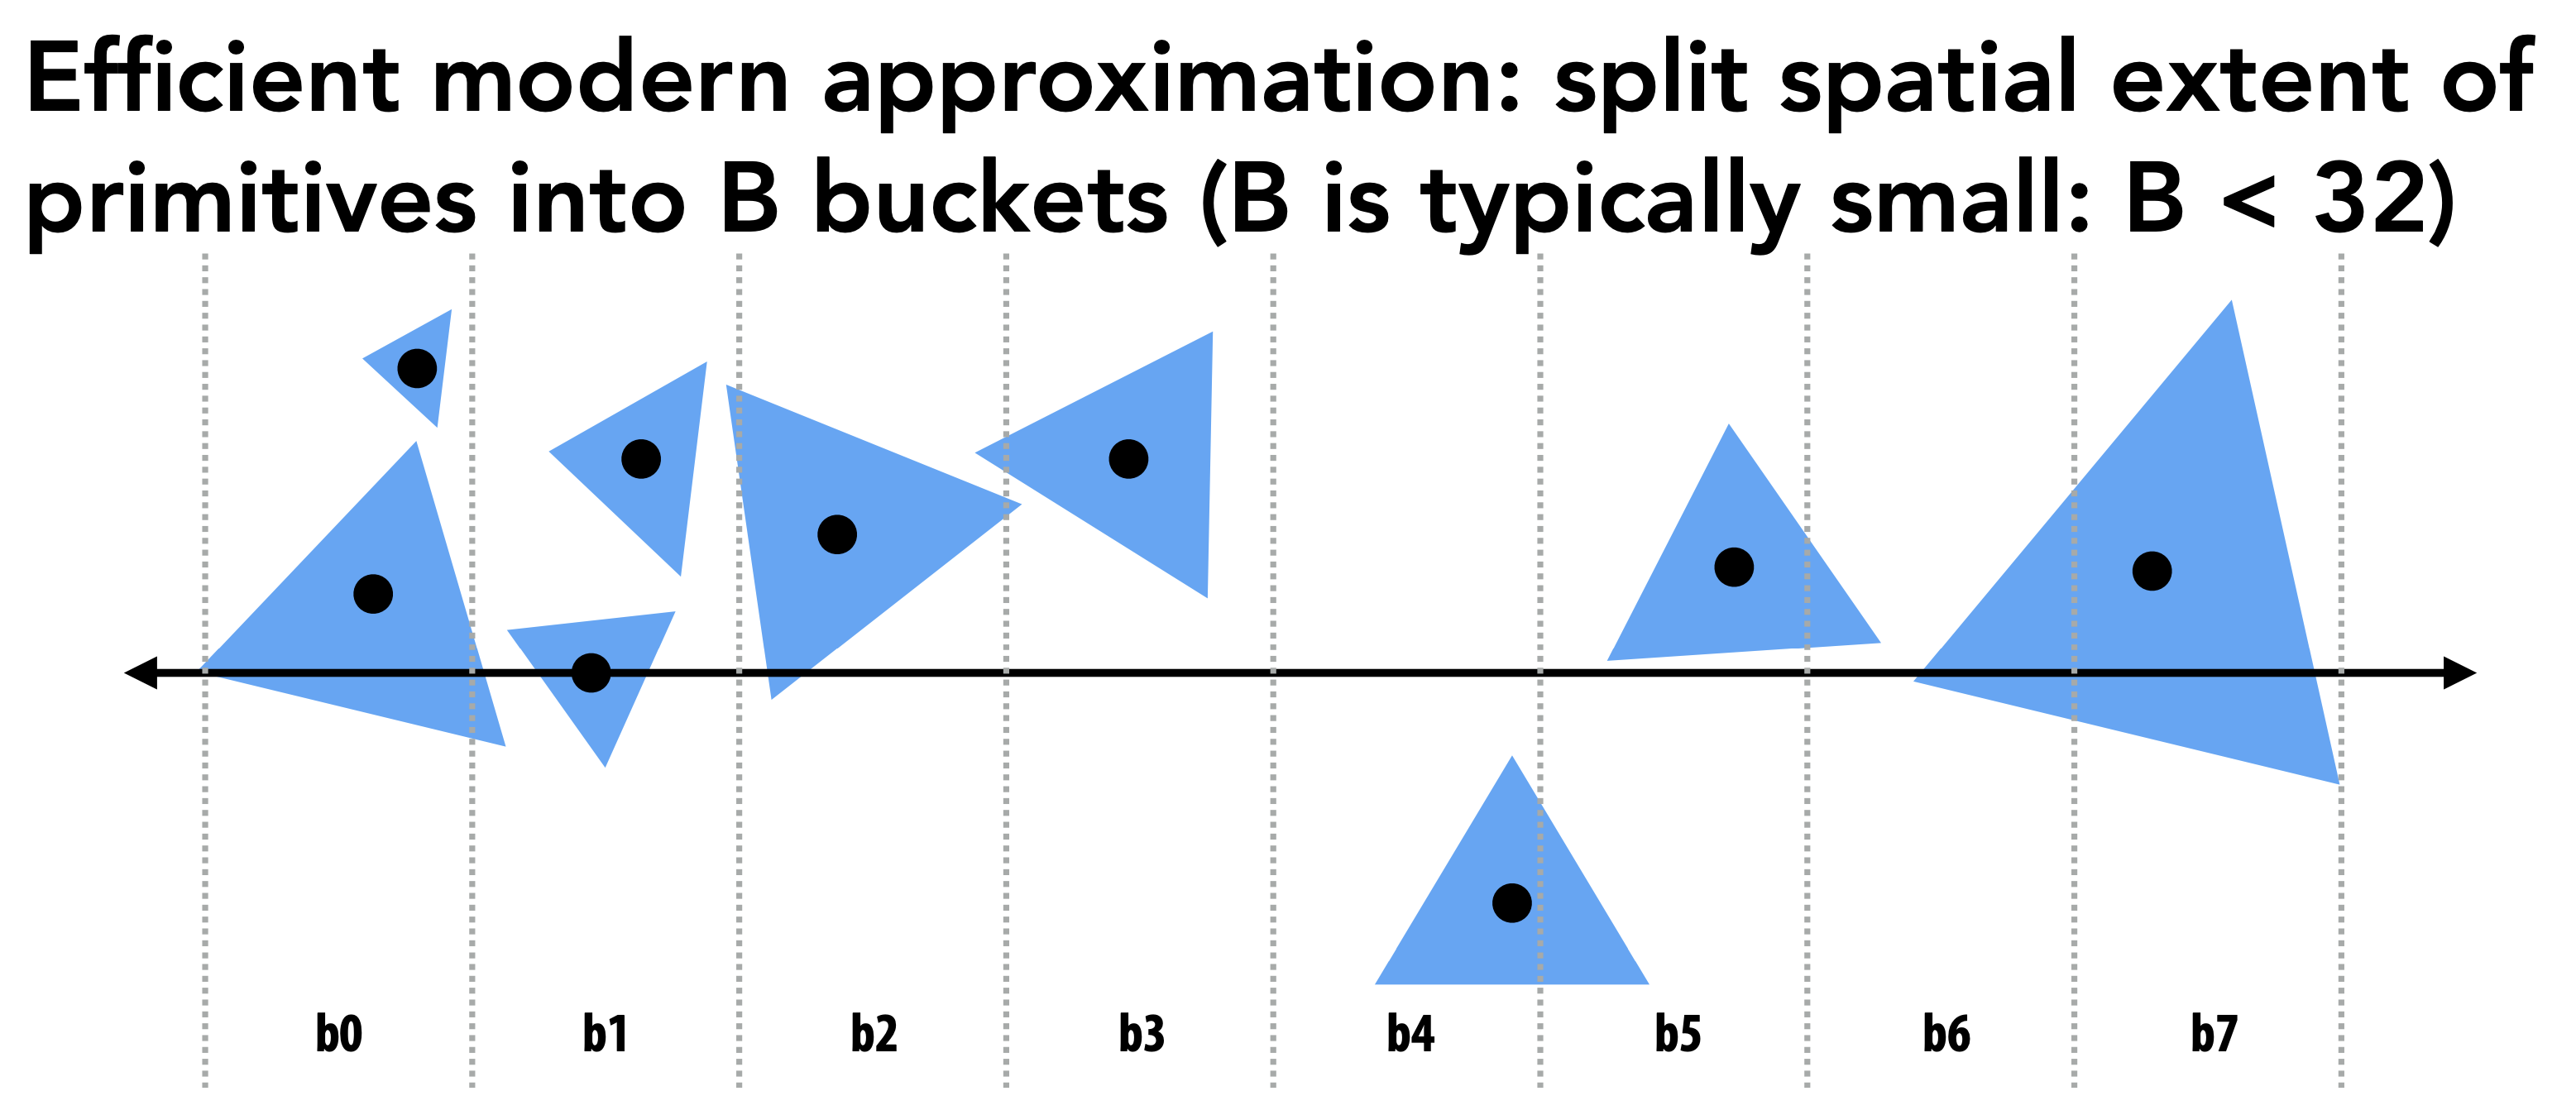 Efficient modern approximation: split spatial extent of
primitives into B buckets (B is typically small: B < 32)
b0 b1 b2 b3 b4 b5 b6 b7